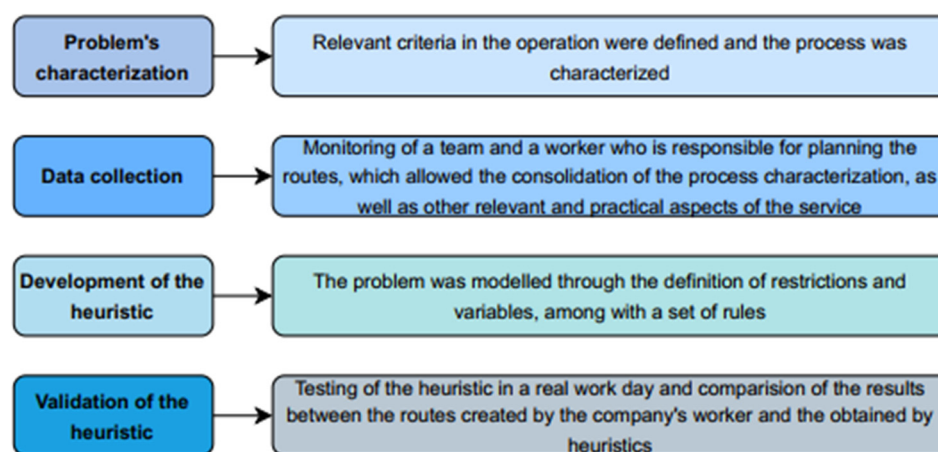 Problem's
characterization
Relevant criteria in the operation were defined and the process was
characterized
Data collection
Monitoring of a team and a worker who is responsible for planning the
routes, which allowed the consolidation of the process characterization, as
well as other relevant and practical aspects of the service
Development of the
heuristic
The problem was modelled through the definition of restrictions and
variables, among with a set of rules
Validation of the
heuristic
Testing of the heuristic in a real work day and comparision of the results
between the routes created by the company's worker and the obtained by
heuristics